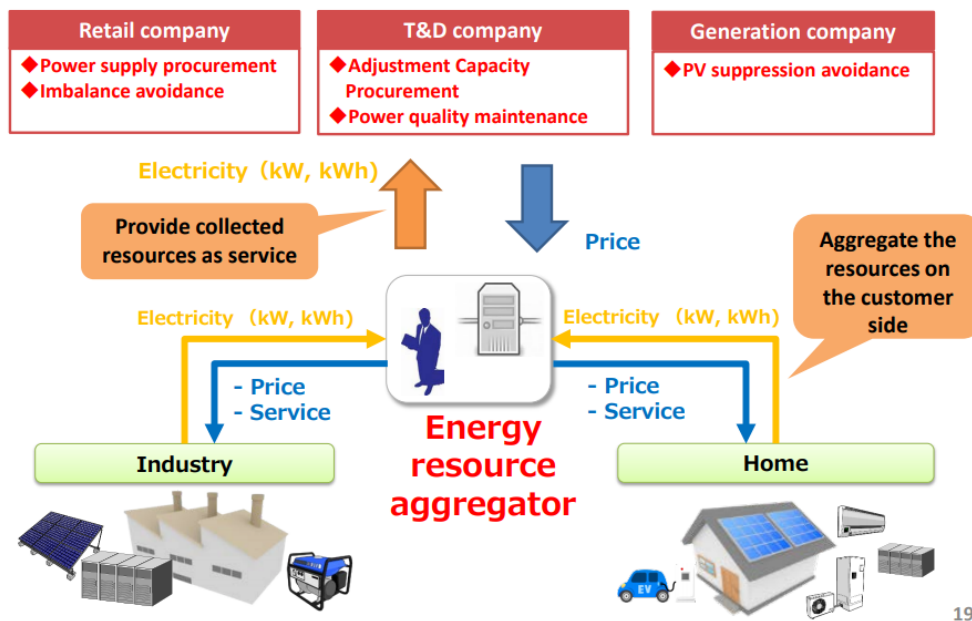 Retail company
◆Power supply procurement
◆Imbalance avoidance
T&D company
◆Adjustment Capacity
Procurement
◆Power quality maintenance
Generation company
◆PV suppression avoidance
Electricity（kW, kWh)
Provide collected
resources as service
Price
Aggregate the
resources on
the customer
side
Electricity （kW, kWh)
Electricity （kW, kWh)
- Price
- Service
- Price
- Service
Energy
resource
aggregator
Industry
Home
EV
19